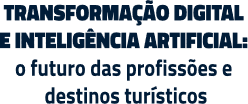 TRANSFORMAÇÃO DIGITAL
E INTELIGÊNCIA ARTIFICIAL:
o futuro das profissões e
destinos turísticos